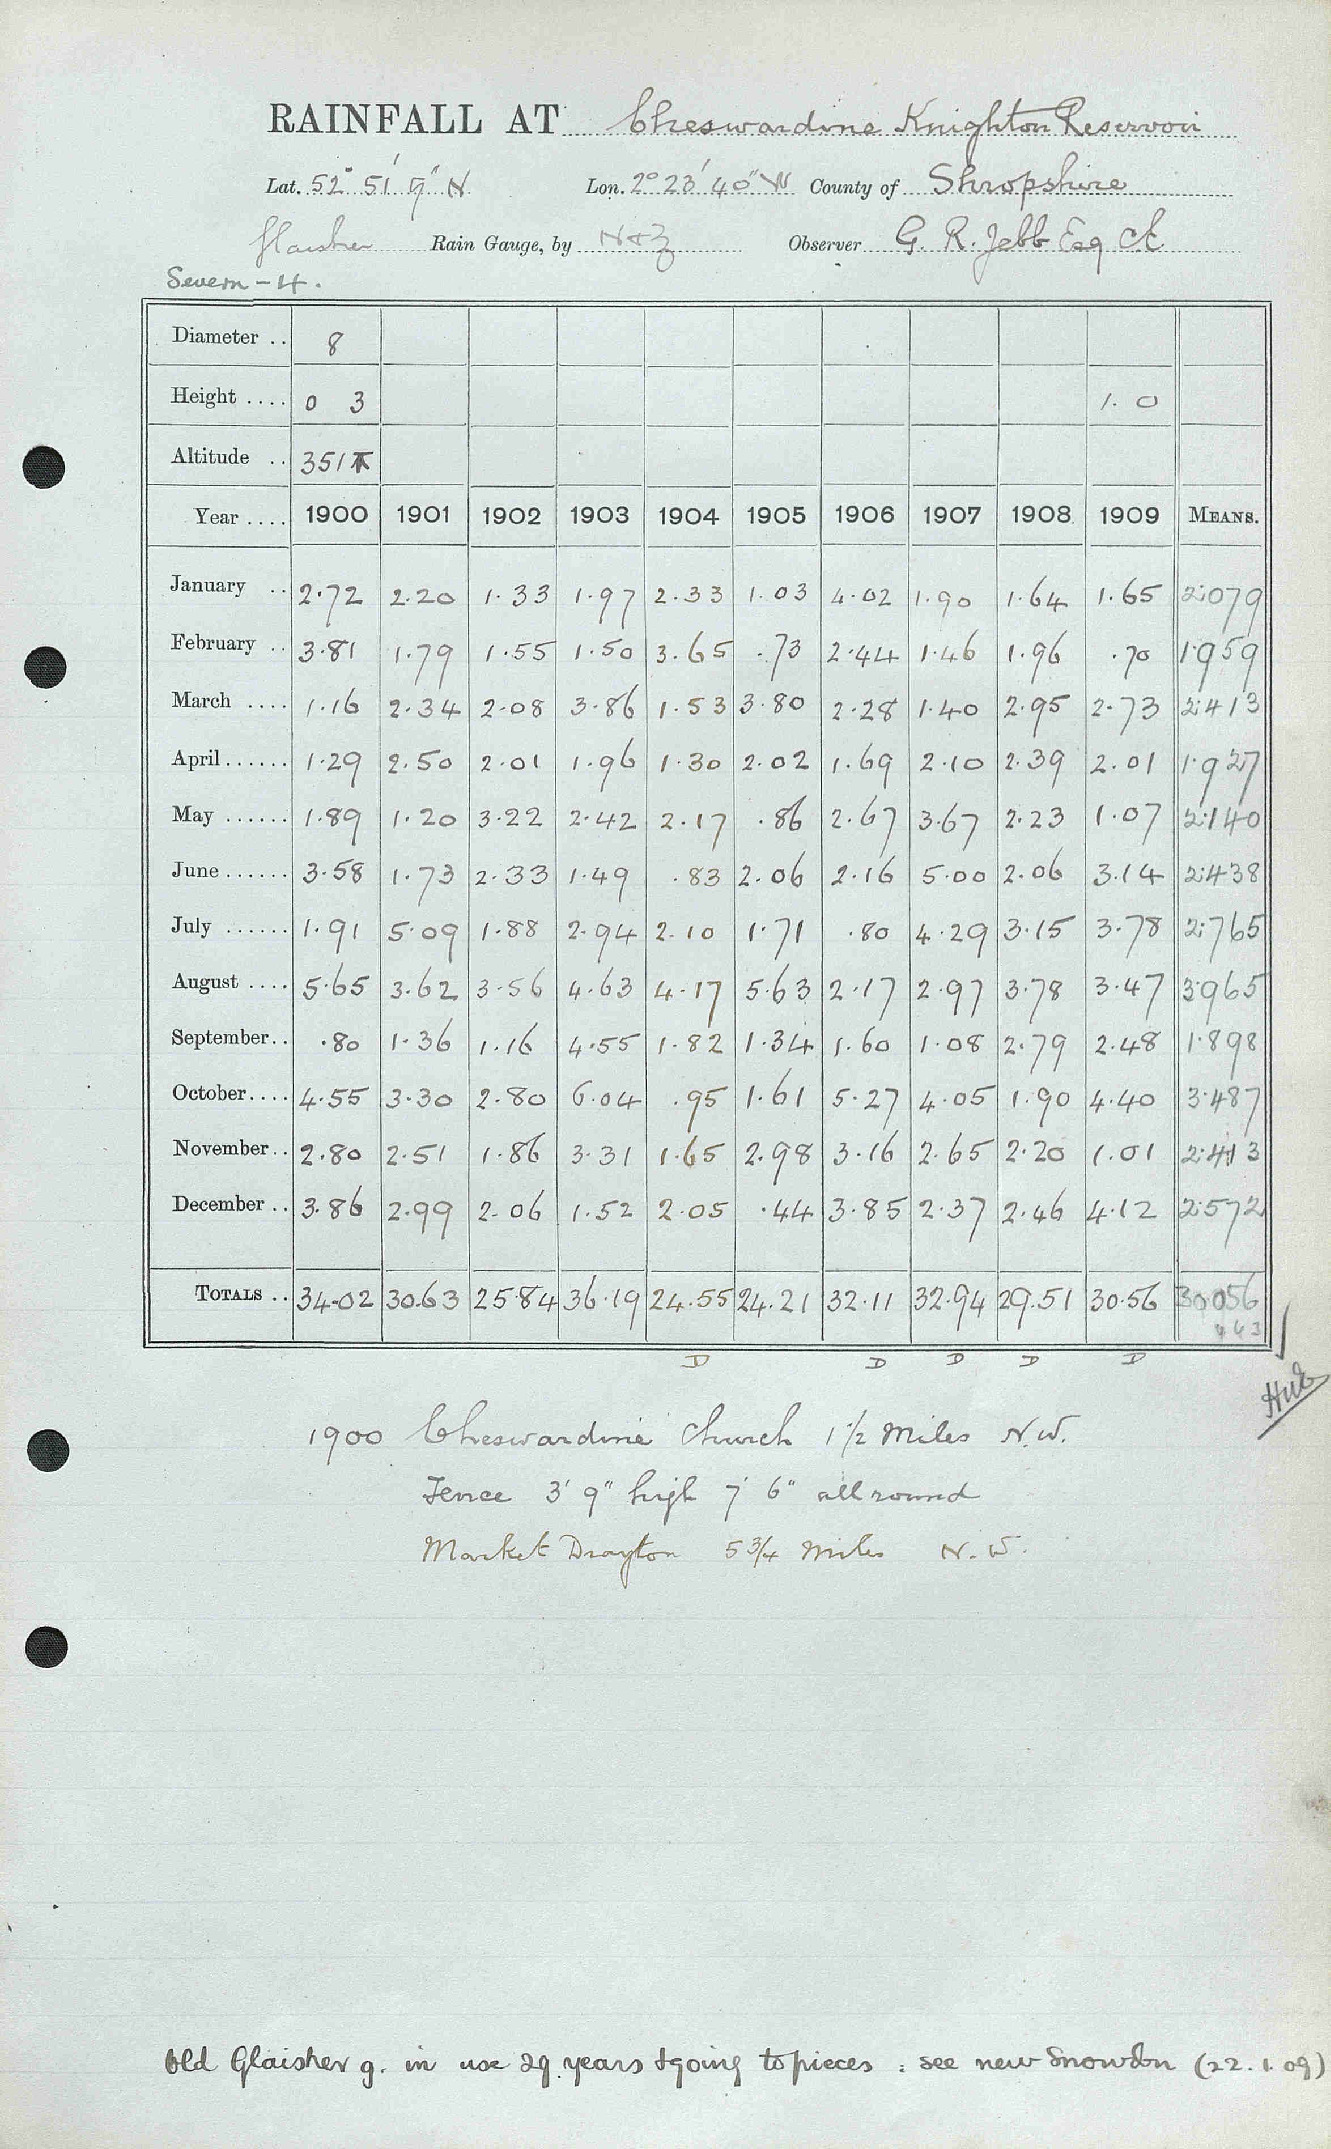 RAINFALL AT Cheswardine Knighton Reservoir
Lat. 52° 51' 9" N Lon. 2° 23' 40" W County of Shropshire
Glaisher Rain Gauge, by N & Z Observer G. R. Jebb Esq CE
Severn - 4.
Diameter .. 8
Height .... 0 3 1. 0
Altitude .. 351
Year .... 1900 1901 1902 1903 1904 1905 1906 1907 1908 1909 MEANS.
January .. 2.72 2.20 1.33 1.97 2.33 1.03 4.02 1.90 1.64 1.65 2.079
February .. 3.81 1.79 1.55 1.50 3.65 .73 2.44 1.46 1.96 .70 1.959
March .... 1.16 2.34 2.08 3.86 1.53 3.80 2.28 1.40 2.95 2.73 2.413
April ...... 1.29 2.50 2.01 1.96 1.30 2.02 1.69 2.10 2.39 2.01 1.927
May ...... 1.89 1.20 3.22 2.42 2.17 .86 2.67 3.67 2.23 1.07 2.140
June ...... 3.58 1.73 2.33 1.49 .83 2.06 2.16 5.00 2.06 3.14 2.438
July ...... 1.91 5.09 1.88 2.94 2.10 1.71 .80 4.29 3.15 3.78 2.765
August .... 5.65 3.62 3.56 4.63 4.17 5.63 2.17 2.97 3.78 3.47 3.965
September.. .80 1.36 1.16 4.55 1.82 1.34 1.60 1.08 2.79 2.48 1.898
October.... 4.55 3.30 2.80 6.04 .95 1.61 5.27 4.05 1.90 4.40 3.487
November.. 2.80 2.51 1.86 3.31 1.65 2.98 3.16 2.65 2.20 1.01 2.413
December .. 3.86 2.99 2.06 1.52 2.05 .44 3.85 2.37 2.46 4.12 2.572
TOTALS .. 34.02 30.63 25.84 36.19 24.55 24.21 32.11 32.94 29.51 30.56 30.056
D D D D D
1900 Cheswardine Church 1 1/2 Miles N.W.
Fence 3' 9" high 7' 6" all round
Market Drayton 5 3/4 Miles N.W.
Old Glaisher g. in use 29 years & going to pieces : see new Snowdon (22.1.09)